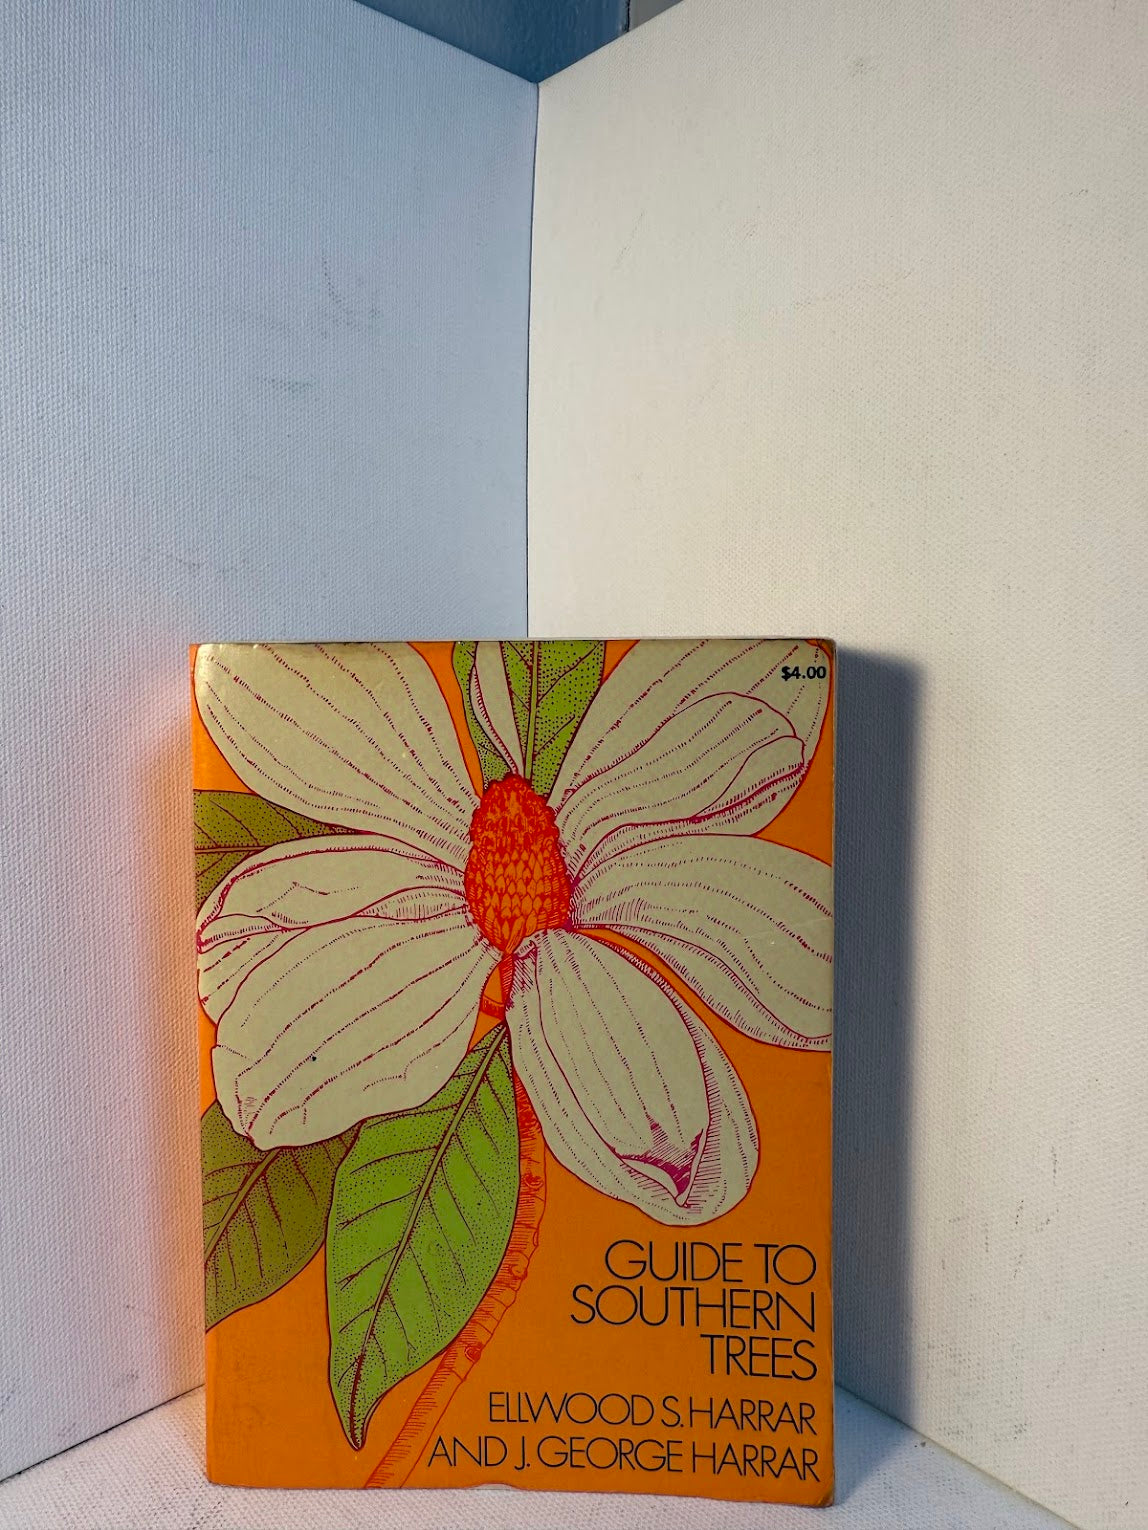 $4.00
GUIDE TO
SOUTHERN
TREES
ELLWOOD S. HARRAR
AND J. GEORGE HARRAR